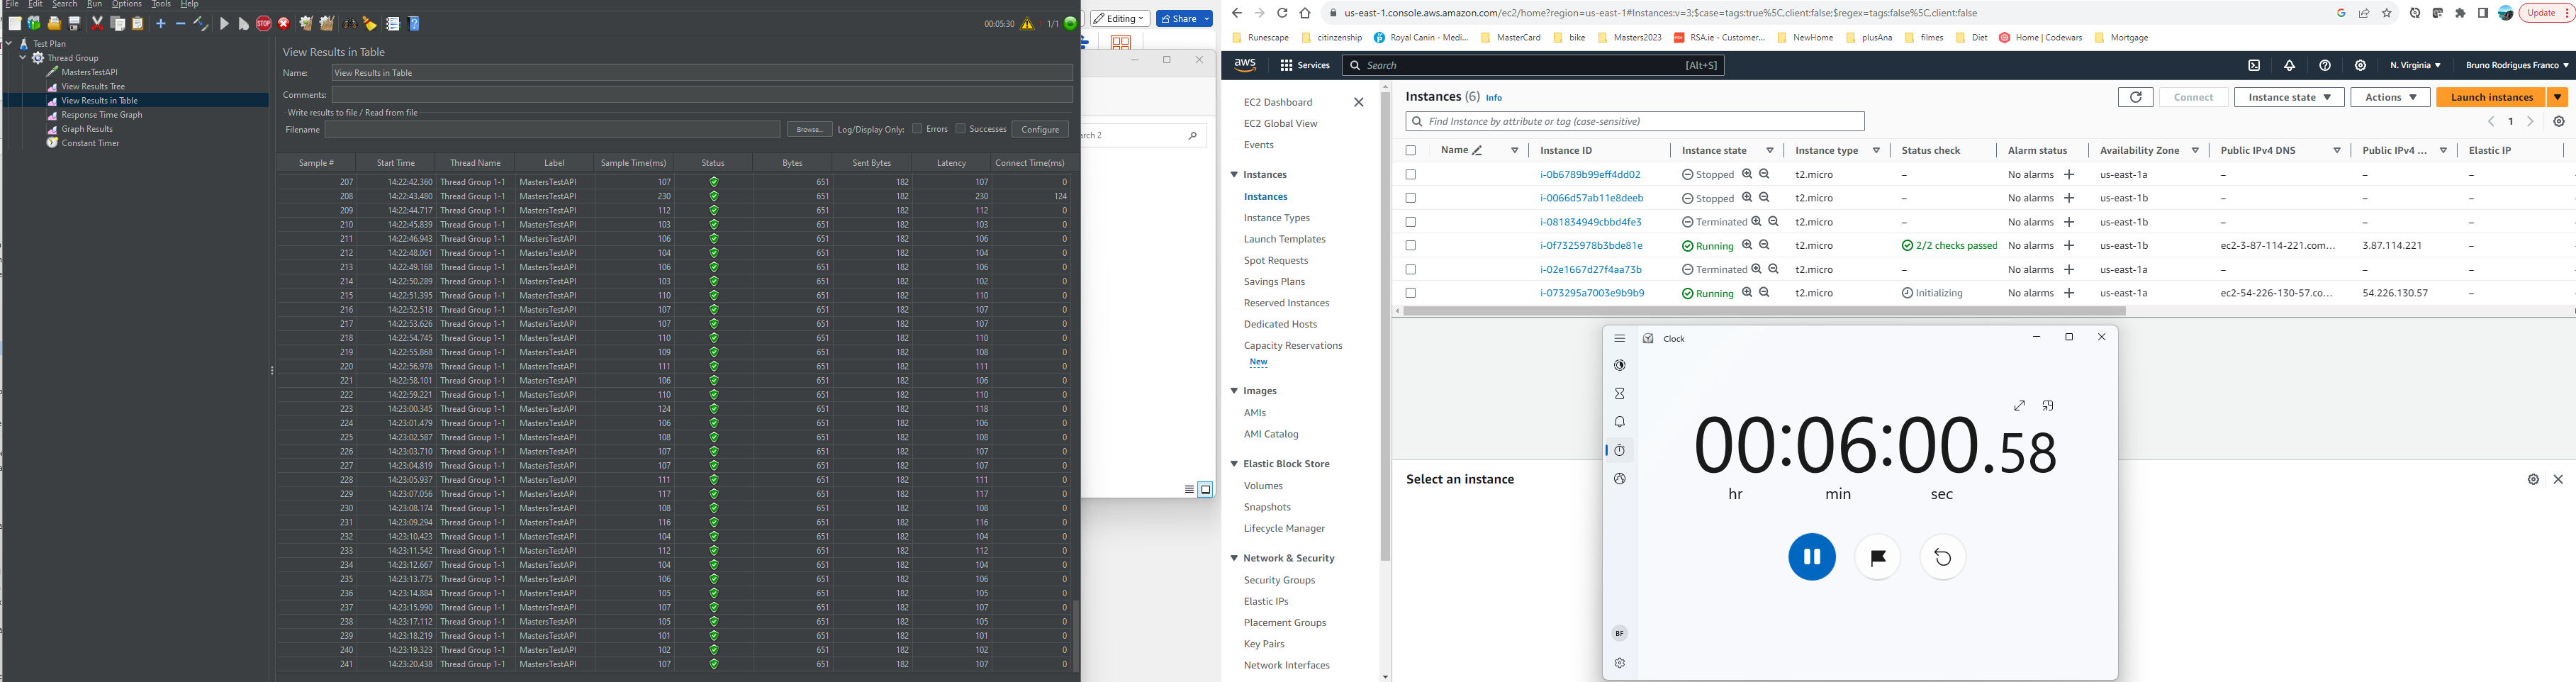 File Edit Search Run Options Tools Help
00:05:30 1/1
Test Plan
Thread Group
MastersTestAPI
View Results Tree
View Results in Table
Response Time Graph
Graph Results
Constant Timer
View Results in Table
Name: View Results in Table
Comments:
Write results to file / Read from file
Filename Browse... Log/Display Only: Errors Successes Configure
Sample # Start Time Thread Name Label Sample Time(ms) Status Bytes Sent Bytes Latency Connect Time(ms)
207 14:22:42.360 Thread Group 1-1 MastersTestAPI 107 651 182 107 0
208 14:22:43.480 Thread Group 1-1 MastersTestAPI 230 651 182 230 124
209 14:22:44.717 Thread Group 1-1 MastersTestAPI 112 651 182 112 0
210 14:22:45.839 Thread Group 1-1 MastersTestAPI 103 651 182 103 0
211 14:22:46.943 Thread Group 1-1 MastersTestAPI 106 651 182 106 0
212 14:22:48.061 Thread Group 1-1 MastersTestAPI 104 651 182 104 0
213 14:22:49.168 Thread Group 1-1 MastersTestAPI 106 651 182 106 0
214 14:22:50.289 Thread Group 1-1 MastersTestAPI 103 651 182 102 0
215 14:22:51.395 Thread Group 1-1 MastersTestAPI 110 651 182 110 0
216 14:22:52.518 Thread Group 1-1 MastersTestAPI 107 651 182 107 0
217 14:22:53.626 Thread Group 1-1 MastersTestAPI 107 651 182 107 0
218 14:22:54.745 Thread Group 1-1 MastersTestAPI 110 651 182 110 0
219 14:22:55.868 Thread Group 1-1 MastersTestAPI 109 651 182 108 0
220 14:22:56.978 Thread Group 1-1 MastersTestAPI 111 651 182 111 0
221 14:22:58.101 Thread Group 1-1 MastersTestAPI 106 651 182 106 0
222 14:22:59.221 Thread Group 1-1 MastersTestAPI 110 651 182 110 0
223 14:23:00.345 Thread Group 1-1 MastersTestAPI 124 651 182 118 0
224 14:23:01.479 Thread Group 1-1 MastersTestAPI 106 651 182 106 0
225 14:23:02.587 Thread Group 1-1 MastersTestAPI 108 651 182 108 0
226 14:23:03.710 Thread Group 1-1 MastersTestAPI 107 651 182 107 0
227 14:23:04.819 Thread Group 1-1 MastersTestAPI 107 651 182 107 0
228 14:23:05.937 Thread Group 1-1 MastersTestAPI 111 651 182 111 0
229 14:23:07.056 Thread Group 1-1 MastersTestAPI 117 651 182 117 0
230 14:23:08.174 Thread Group 1-1 MastersTestAPI 108 651 182 108 0
231 14:23:09.294 Thread Group 1-1 MastersTestAPI 116 651 182 116 0
232 14:23:10.423 Thread Group 1-1 MastersTestAPI 104 651 182 104 0
233 14:23:11.542 Thread Group 1-1 MastersTestAPI 112 651 182 112 0
234 14:23:12.667 Thread Group 1-1 MastersTestAPI 104 651 182 104 0
235 14:23:13.775 Thread Group 1-1 MastersTestAPI 106 651 182 106 0
236 14:23:14.884 Thread Group 1-1 MastersTestAPI 105 651 182 105 0
237 14:23:15.990 Thread Group 1-1 MastersTestAPI 107 651 182 107 0
238 14:23:17.112 Thread Group 1-1 MastersTestAPI 105 651 182 105 0
239 14:23:18.219 Thread Group 1-1 MastersTestAPI 101 651 182 101 0
240 14:23:19.323 Thread Group 1-1 MastersTestAPI 102 651 182 102 0
241 14:23:20.438 Thread Group 1-1 MastersTestAPI 107 651 182 107 0
Editing Share
arch 2
us-east-1.console.aws.amazon.com/ec2/home?region=us-east-1#Instances:v=3;$case=tags:true%5C,client:false;$regex=tags:false%5C,client:false
Update
Runescape citinzenship Royal Canin - Medi... MasterCard bike Masters2023 RSA.ie - Customer... NewHome plusAna filmes Diet Home | Codewars Mortgage
aws Services Search [Alt+S] N. Virginia Bruno Rodrigues Franco
EC2 Dashboard
EC2 Global View
Events
Instances
Instances
Instance Types
Launch Templates
Spot Requests
Savings Plans
Reserved Instances
Dedicated Hosts
Capacity Reservations
New
Images
AMIs
AMI Catalog
Elastic Block Store
Volumes
Snapshots
Lifecycle Manager
Network & Security
Security Groups
Elastic IPs
Placement Groups
Key Pairs
Network Interfaces
Instances (6) Info
Connect Instance state Actions Launch instances
Find Instance by attribute or tag (case-sensitive)
1
Name Instance ID Instance state Instance type Status check Alarm status Availability Zone Public IPv4 DNS Public IPv4 ... Elastic IP
i-0b6789b99eff4dd02 Stopped t2.micro – No alarms + us-east-1a – – –
i-0066d57ab11e8deeb Stopped t2.micro – No alarms + us-east-1b – – –
i-081834949cbbd4fe3 Terminated t2.micro – No alarms + us-east-1b – – –
i-0f7325978b3bde81e Running t2.micro 2/2 checks passed No alarms + us-east-1b ec2-3-87-114-221.com... 3.87.114.221 –
i-02e1667d27f4aa73b Terminated t2.micro – No alarms + us-east-1a – – –
i-073295a7003e9b9b9 Running t2.micro Initializing No alarms + us-east-1a ec2-54-226-130-57.co... 54.226.130.57 –
Select an instance
Clock
00:06:00.58
hr min sec
BF